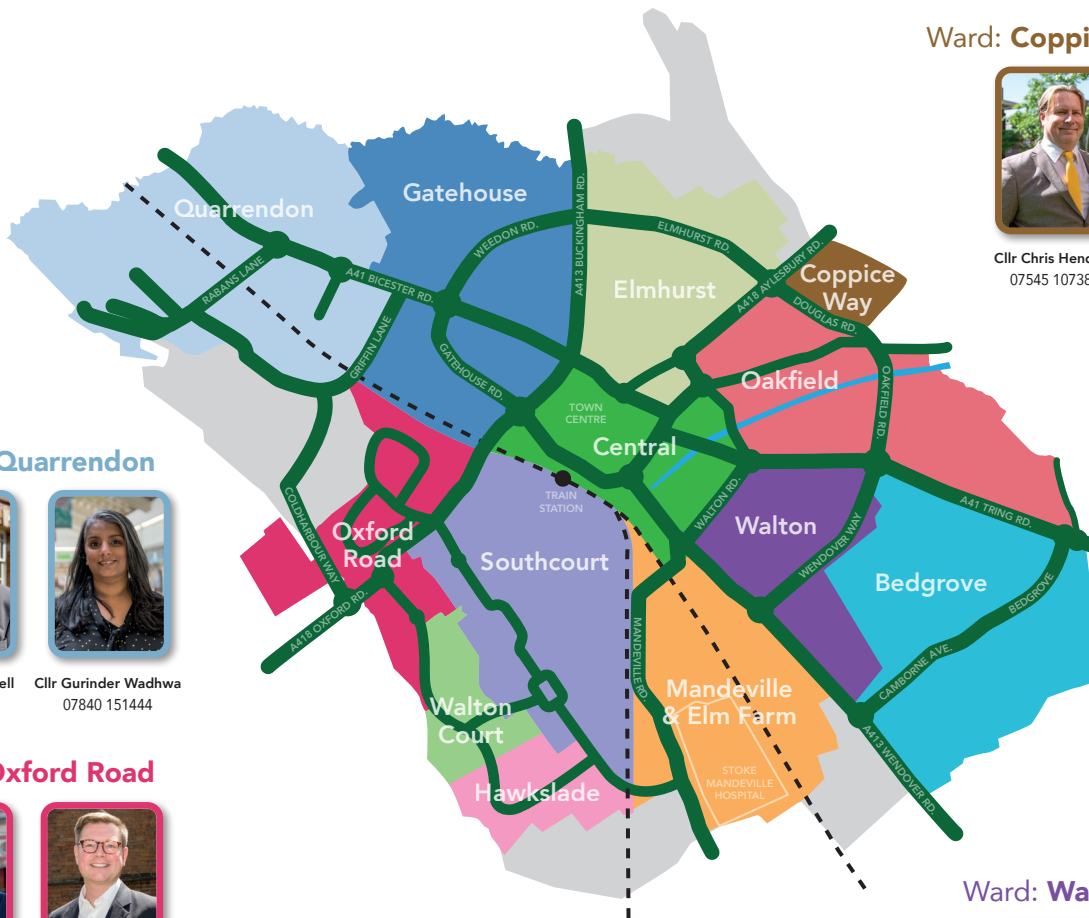 Ward: Coppi
Cllr Chris Henc
07545 10738
Quarrendon
Gatehouse
WEEDON RD.
A413 BUCKINGHAM RD.
ELMHURST RD.
RABANS LANE
A41 BICESTER RD.
Elmhurst
A418 AYLESBURY RD.
Coppice
Way
DOUGLAS RD.
GRIFFIN LANE
GATEHOUSE RD.
Oakfield
OAKFIELD RD.
TOWN
CENTRE
Central
TRAIN
STATION
WALTON RD.
A41 TRING RD.
COLDHARBOUR WAY
Oxford
Road
Southcourt
Walton
WENDOVER WAY
Bedgrove
BEDGROVE
A418 OXFORD RD.
MANDEVILLE RD.
CAMBORNE AVE.
Walton
Court
Mandeville
& Elm Farm
A413 WENDOVER RD.
STOKE
MANDEVILLE
HOSPITAL
Hawkslade
Quarrendon
ell
Cllr Gurinder Wadhwa
07840 151444
Oxford Road
Ward: Wa